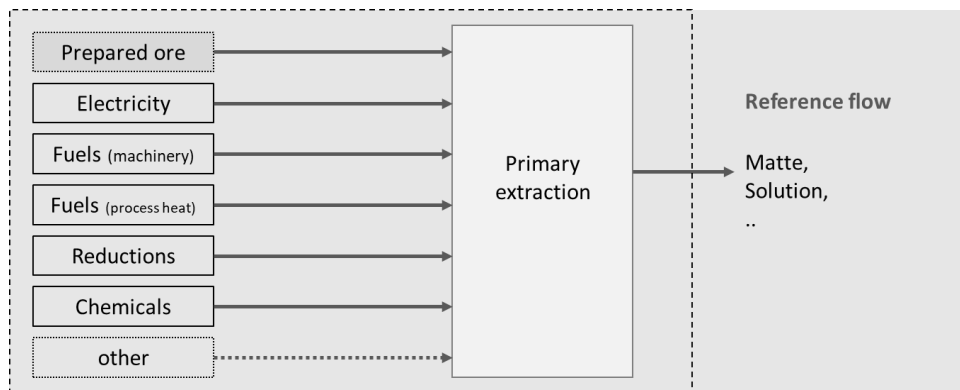 Prepared ore
Electricity
Fuels (machinery)
Fuels (process heat)
Reductions
Chemicals
other
Primary
extraction
Reference flow
Matte,
Solution,
..